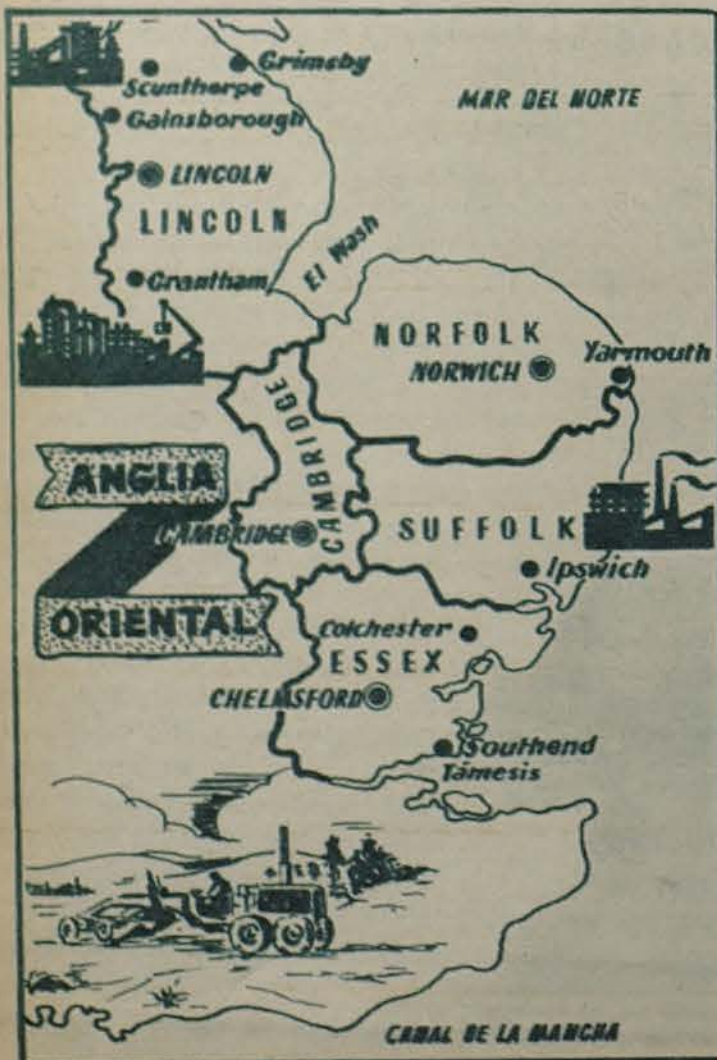 Grimsby
Scunthorpe
MAR DEL NORTE
Gainsborough
LINCOLN
LINCOLN
El Wash
Grantham
NORFOLK
Yarmouth
NORWICH
CAMBRIDGE
ANGLIA
CAMBRIDGE
SUFFOLK
Ipswich
ORIENTAL
Colchester
ESSEX
CHELMSFORD
Southend
Támesis
CANAL DE LA MANCHA